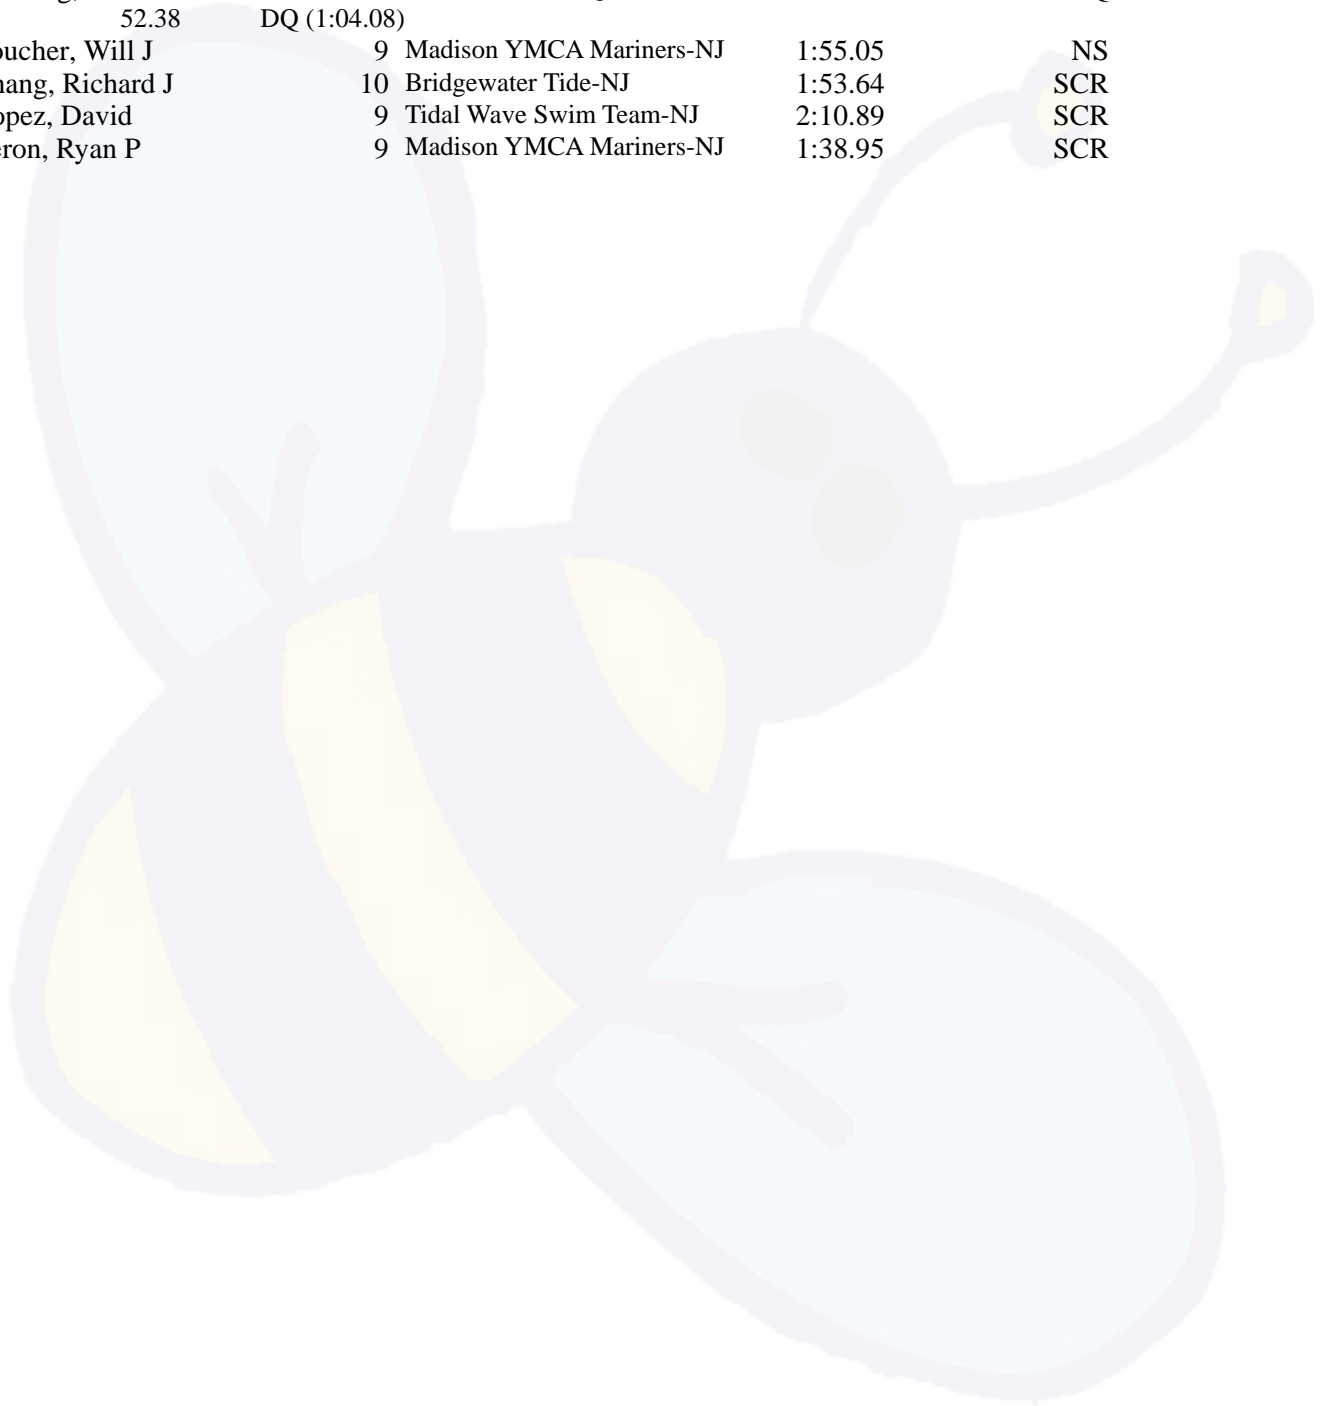 52.38 DQ (1:04.08)
oucher, Will J 9 Madison YMCA Mariners-NJ 1:55.05 NS
hang, Richard J 10 Bridgewater Tide-NJ 1:53.64 SCR
opez, David 9 Tidal Wave Swim Team-NJ 2:10.89 SCR
eron, Ryan P 9 Madison YMCA Mariners-NJ 1:38.95 SCR